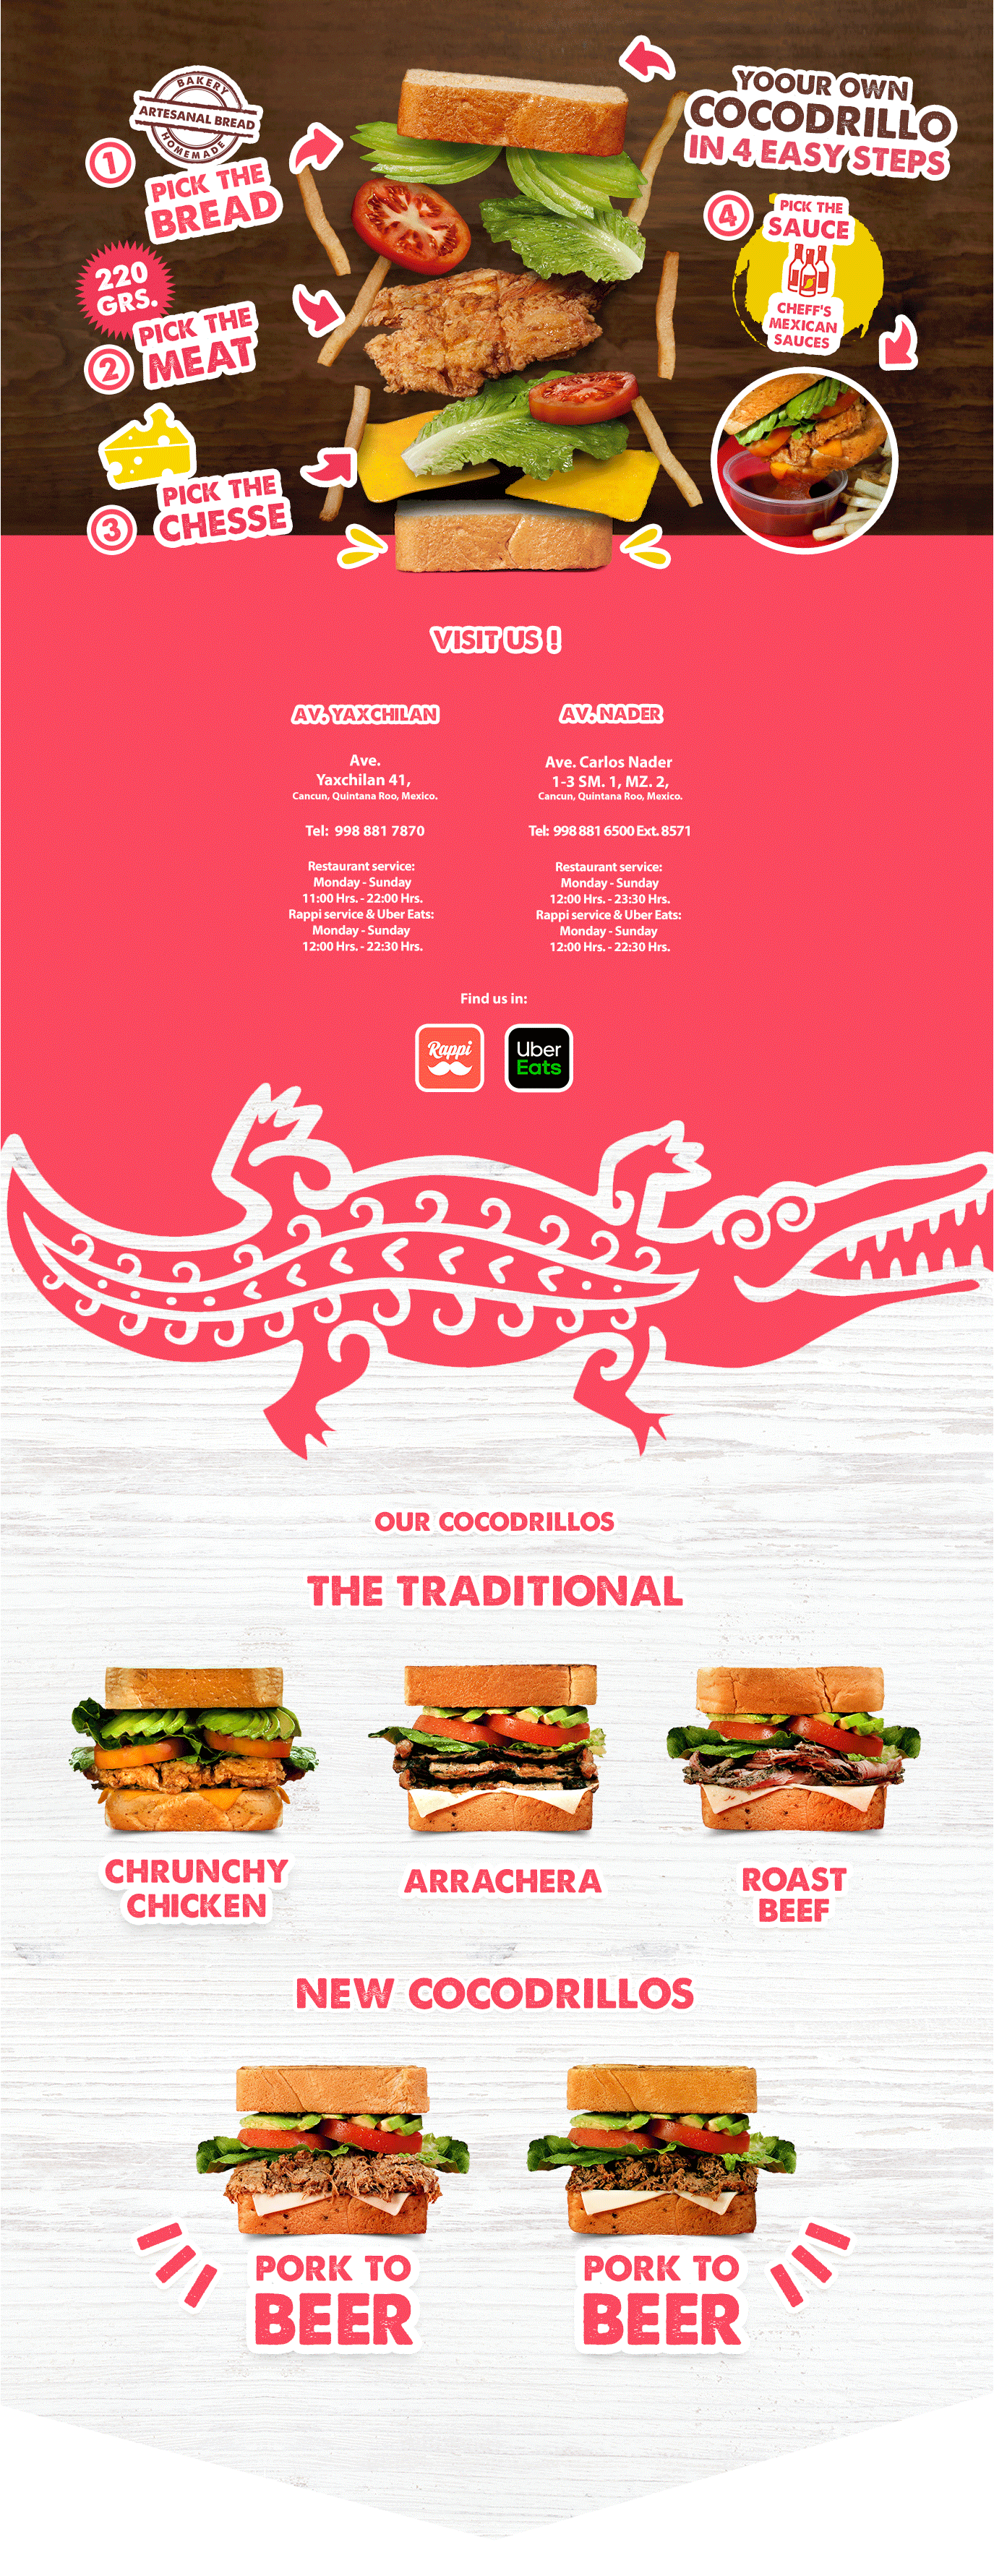 BAKERY
ARTESANAL BREAD
HOMEMADE
1
PICK THE
BREAD
220
GRS.
2
PICK THE
MEAT
3
PICK THE
CHESSE
YOOUR OWN
COCODRILLO
IN 4 EASY STEPS
4
PICK THE
SAUCE
CHEFF'S
MEXICAN
SAUCES
VISIT US !
AV. YAXCHILAN
Ave.
Yaxchilan 41,
Cancun, Quintana Roo, Mexico.
Tel: 998 881 7870
Restaurant service:
Monday - Sunday
11:00 Hrs. - 22:00 Hrs.
Rappi service & Uber Eats:
Monday - Sunday
12:00 Hrs. - 22:30 Hrs.
AV. NADER
Ave. Carlos Nader
1-3 SM. 1, MZ. 2,
Cancun, Quintana Roo, Mexico.
Tel: 998 881 6500 Ext. 8571
Restaurant service:
Monday - Sunday
12:00 Hrs. - 23:30 Hrs.
Rappi service & Uber Eats:
Monday - Sunday
12:00 Hrs. - 22:30 Hrs.
Find us in:
Rappi
Uber
Eats
OUR COCODRILLOS
THE TRADITIONAL
CHRUNCHY
CHICKEN
ARRACHERA
ROAST
BEEF
NEW COCODRILLOS
PORK TO
BEER
PORK TO
BEER